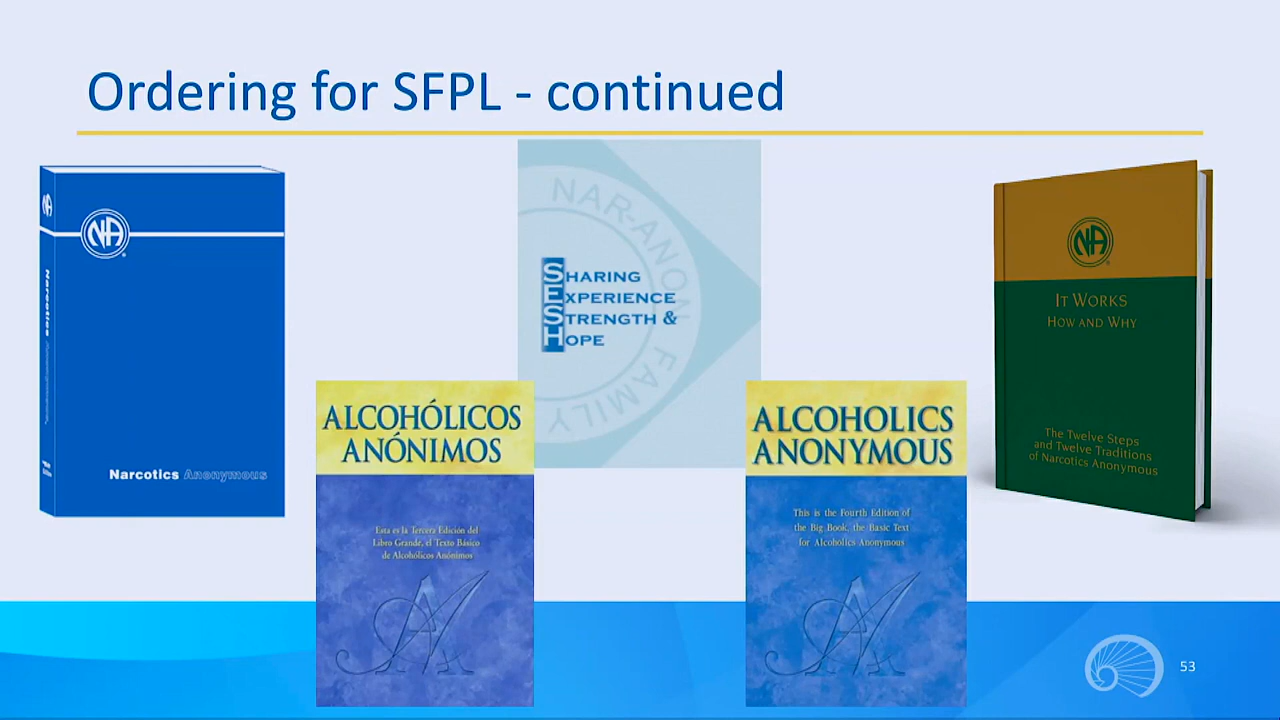 Ordering for SFPL - continued
NA
NA
Narcotics
Narcotics Anonymous
NAR-ANON FAMILY
SHARING
EXPERIENCE
STRENGTH &
HOPE
NA
IT WORKS
HOW AND WHY
The Twelve Steps
and Twelve Traditions
of Narcotics Anonymous
ALCOHÓLICOS
ANÓNIMOS
Esta es la Tercera Edición del
Libro Grande, el Texto Básico
de Alcohólicos Anónimos
AA
ALCOHOLICS
ANONYMOUS
This is the Fourth Edition of
the Big Book, the Basic Text
for Alcoholics Anonymous
AA
53